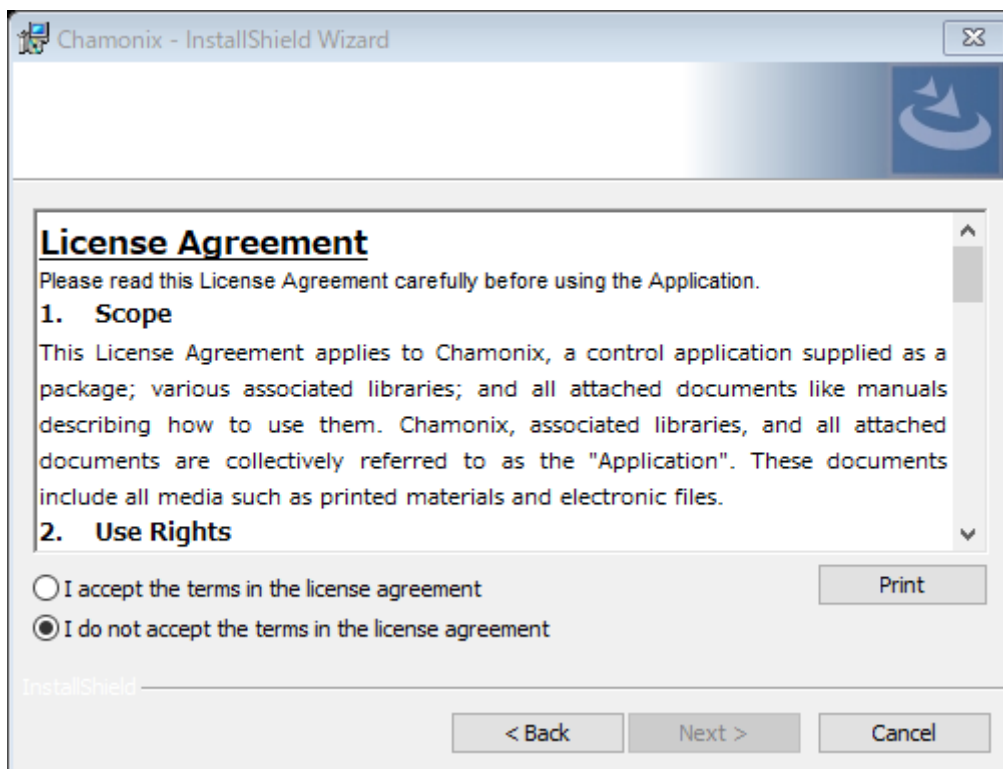 Chamonix - InstallShield Wizard
License Agreement
Please read this License Agreement carefully before using the Application.
1. Scope
This License Agreement applies to Chamonix, a control application supplied as a
package; various associated libraries; and all attached documents like manuals
describing how to use them. Chamonix, associated libraries, and all attached
documents are collectively referred to as the "Application". These documents
include all media such as printed materials and electronic files.
2. Use Rights
I accept the terms in the license agreement
Print
I do not accept the terms in the license agreement
InstallShield
< Back
Next >
Cancel